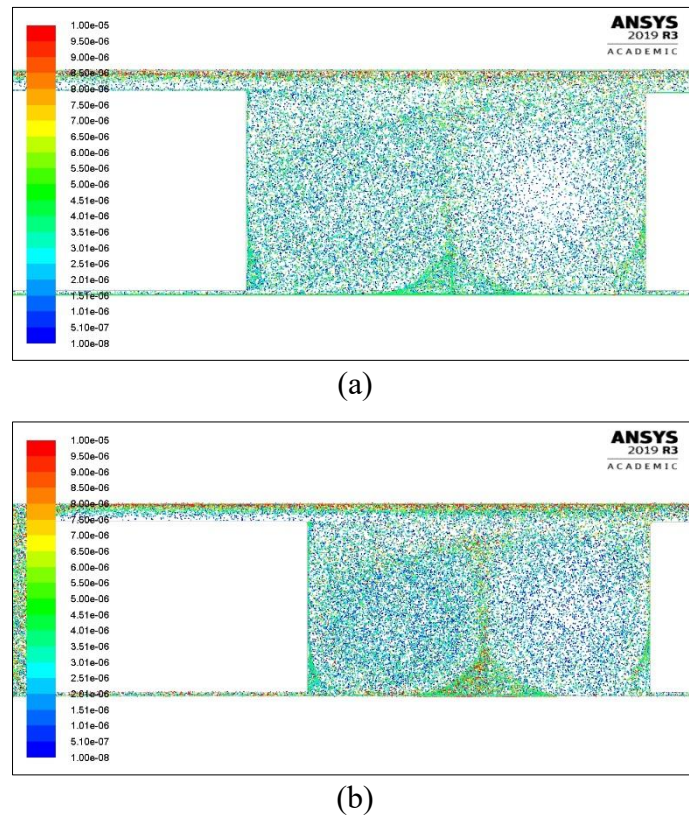 1.00e-05
9.50e-06
9.00e-06
8.50e-06
8.00e-06
7.50e-06
7.00e-06
6.50e-06
6.00e-06
5.50e-06
5.00e-06
4.51e-06
4.01e-06
3.51e-06
3.01e-06
2.51e-06
2.01e-06
1.51e-06
1.01e-06
5.10e-07
1.00e-08
ANSYS
2019 R3
ACADEMIC
(a)
1.00e-05
9.50e-06
9.00e-06
8.50e-06
8.00e-06
7.50e-06
7.00e-06
6.50e-06
6.00e-06
5.50e-06
5.00e-06
4.51e-06
4.01e-06
3.51e-06
3.01e-06
2.51e-06
2.01e-06
1.51e-06
1.01e-06
5.10e-07
1.00e-08
ANSYS
2019 R3
ACADEMIC
(b)